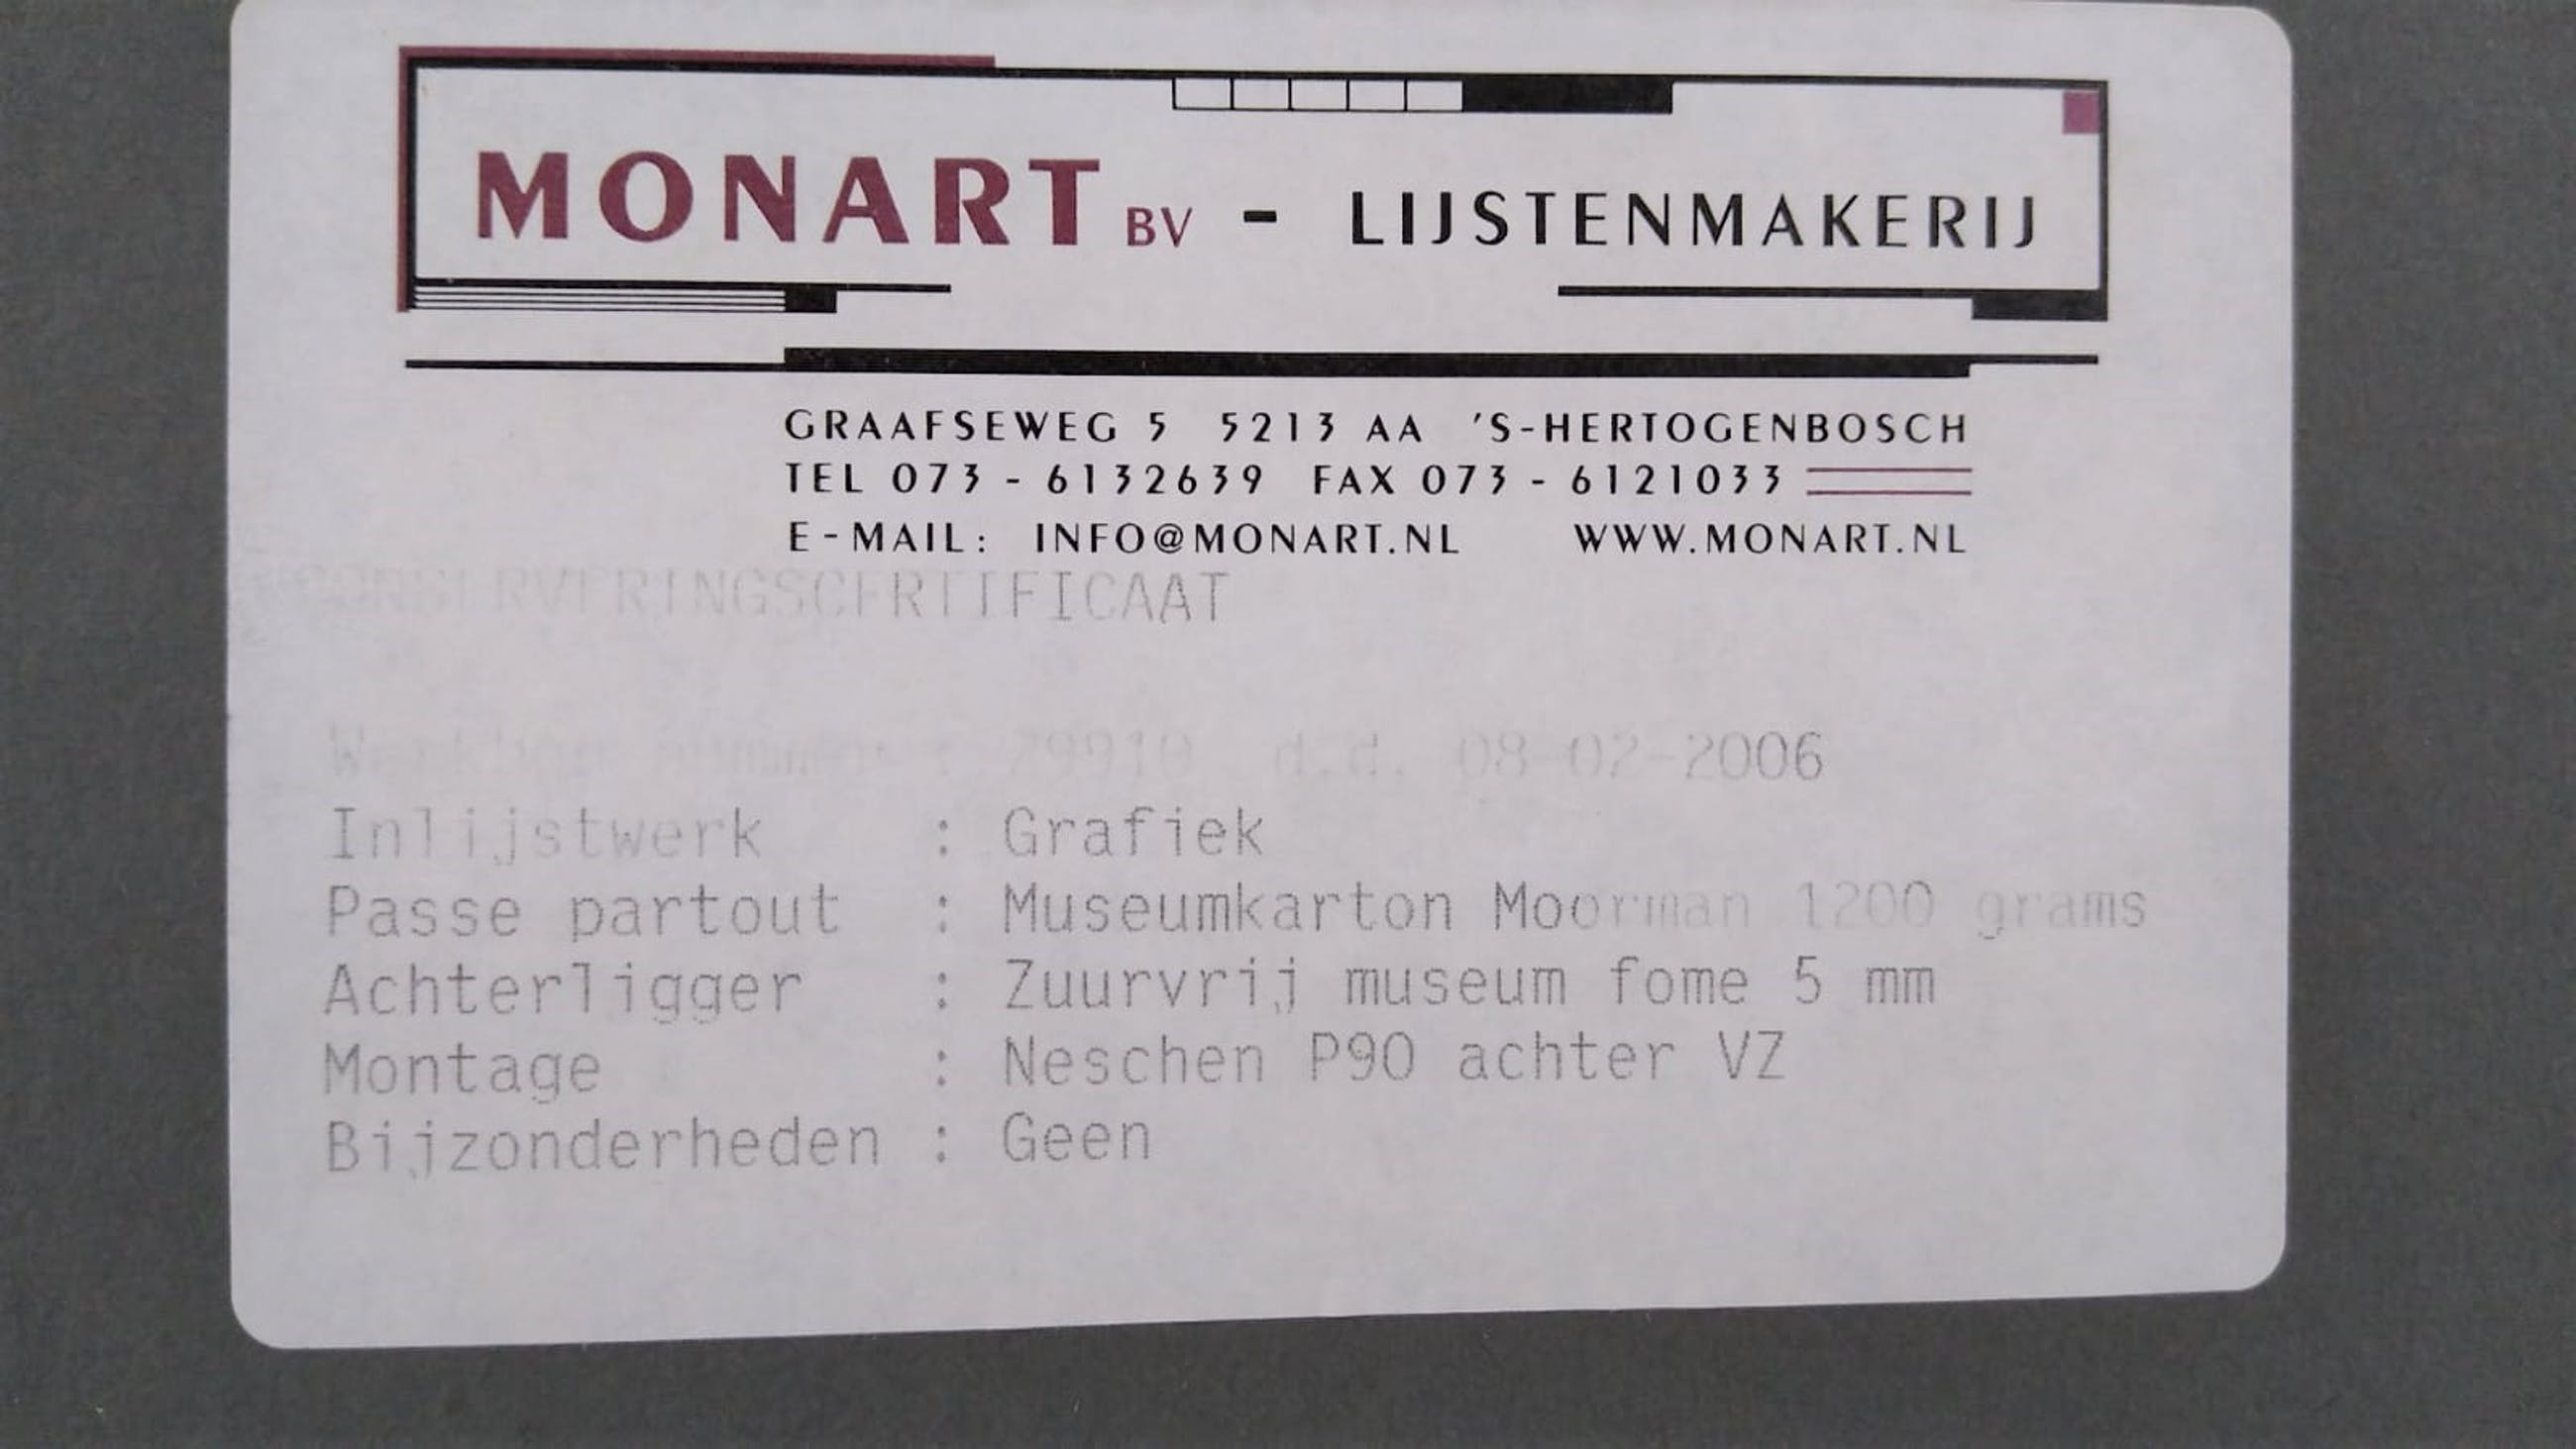 MONART BV - LIJSTENMAKERIJ
GRAAFSEWEG 5 5213 AA 'S-HERTOGENBOSCH
TEL 073 - 6132639 FAX 073 - 6121033
E-MAIL: INFO@MONART.NL WWW.MONART.NL
CONSERVERINGSCERTIFICAAT
nummer : d.d. 08-02-2006
Inlijstwerk : Grafiek
Passe partout : Museumkarton Moorman 1200 grams
Achterligger : Zuurvrij museum fome 5 mm
Montage : Neschen P90 achter VZ
Bijzonderheden : Geen